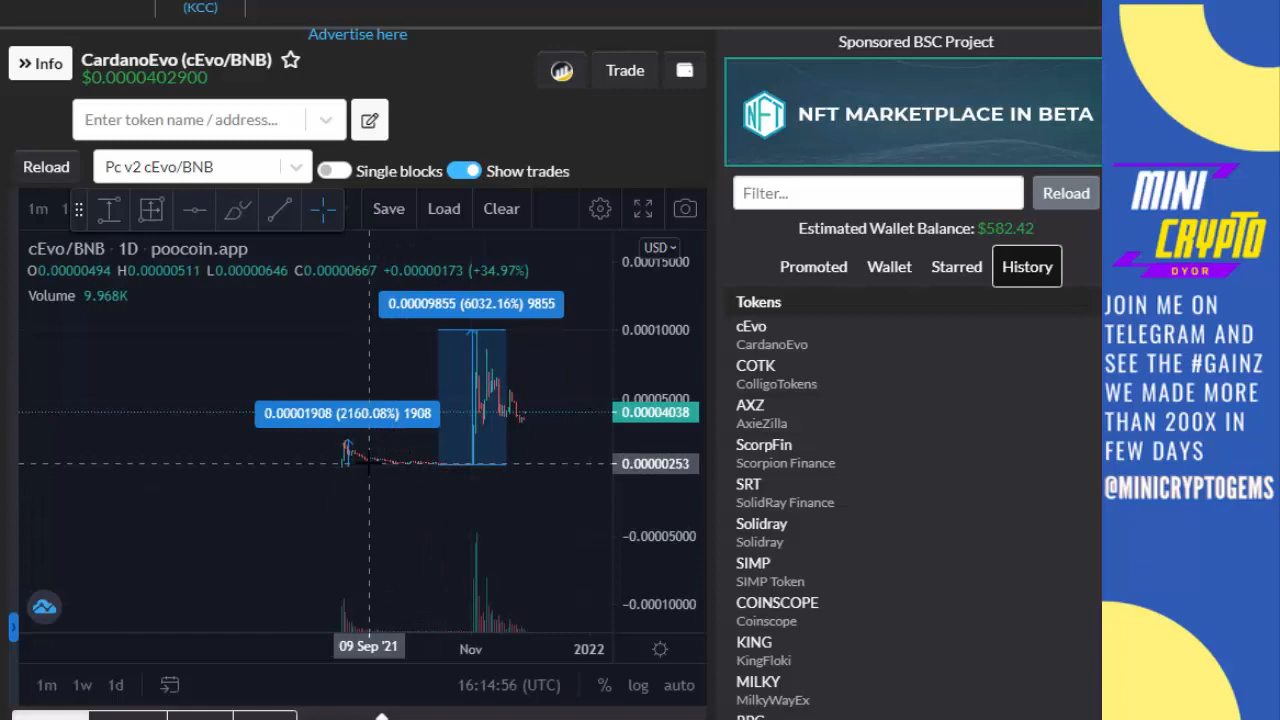 (KCC)
Advertise here
Info
CardanoEvo (cEvo/BNB)
$0.0000402900
Trade
Enter token name / address...
Reload
Pc v2 cEvo/BNB
Single blocks
Show trades
1m
Save
Load
Clear
cEvo/BNB · 1D · poocoin.app
O0.00000494 H0.00000511 L0.00000646 C0.00000667 +0.00000173 (+34.97%)
Volume 9.968K
USD
0.00015000
0.00009855 (6032.16%) 9855
0.00010000
0.00001908 (2160.08%) 1908
0.00005000
0.00004038
0.00000253
−0.00005000
−0.00010000
09 Sep '21
Nov
2022
1m 1w 1d
16:14:56 (UTC)
% log auto
Sponsored BSC Project
NFT
NFT MARKETPLACE IN BETA
Filter...
Reload
Estimated Wallet Balance: $582.42
Promoted
Wallet
Starred
History
Tokens
cEvo
CardanoEvo
COTK
ColligoTokens
AXZ
AxieZilla
ScorpFin
Scorpion Finance
SRT
SolidRay Finance
Solidray
Solidray
SIMP
SIMP Token
COINSCOPE
Coinscope
KING
KingFloki
MILKY
MilkyWayEx
MINI
CRYPTO
DYOR
JOIN ME ON
TELEGRAM AND
SEE THE #GAINZ
WE MADE MORE
THAN 200X IN
FEW DAYS
@MINICRYPTOGEMS